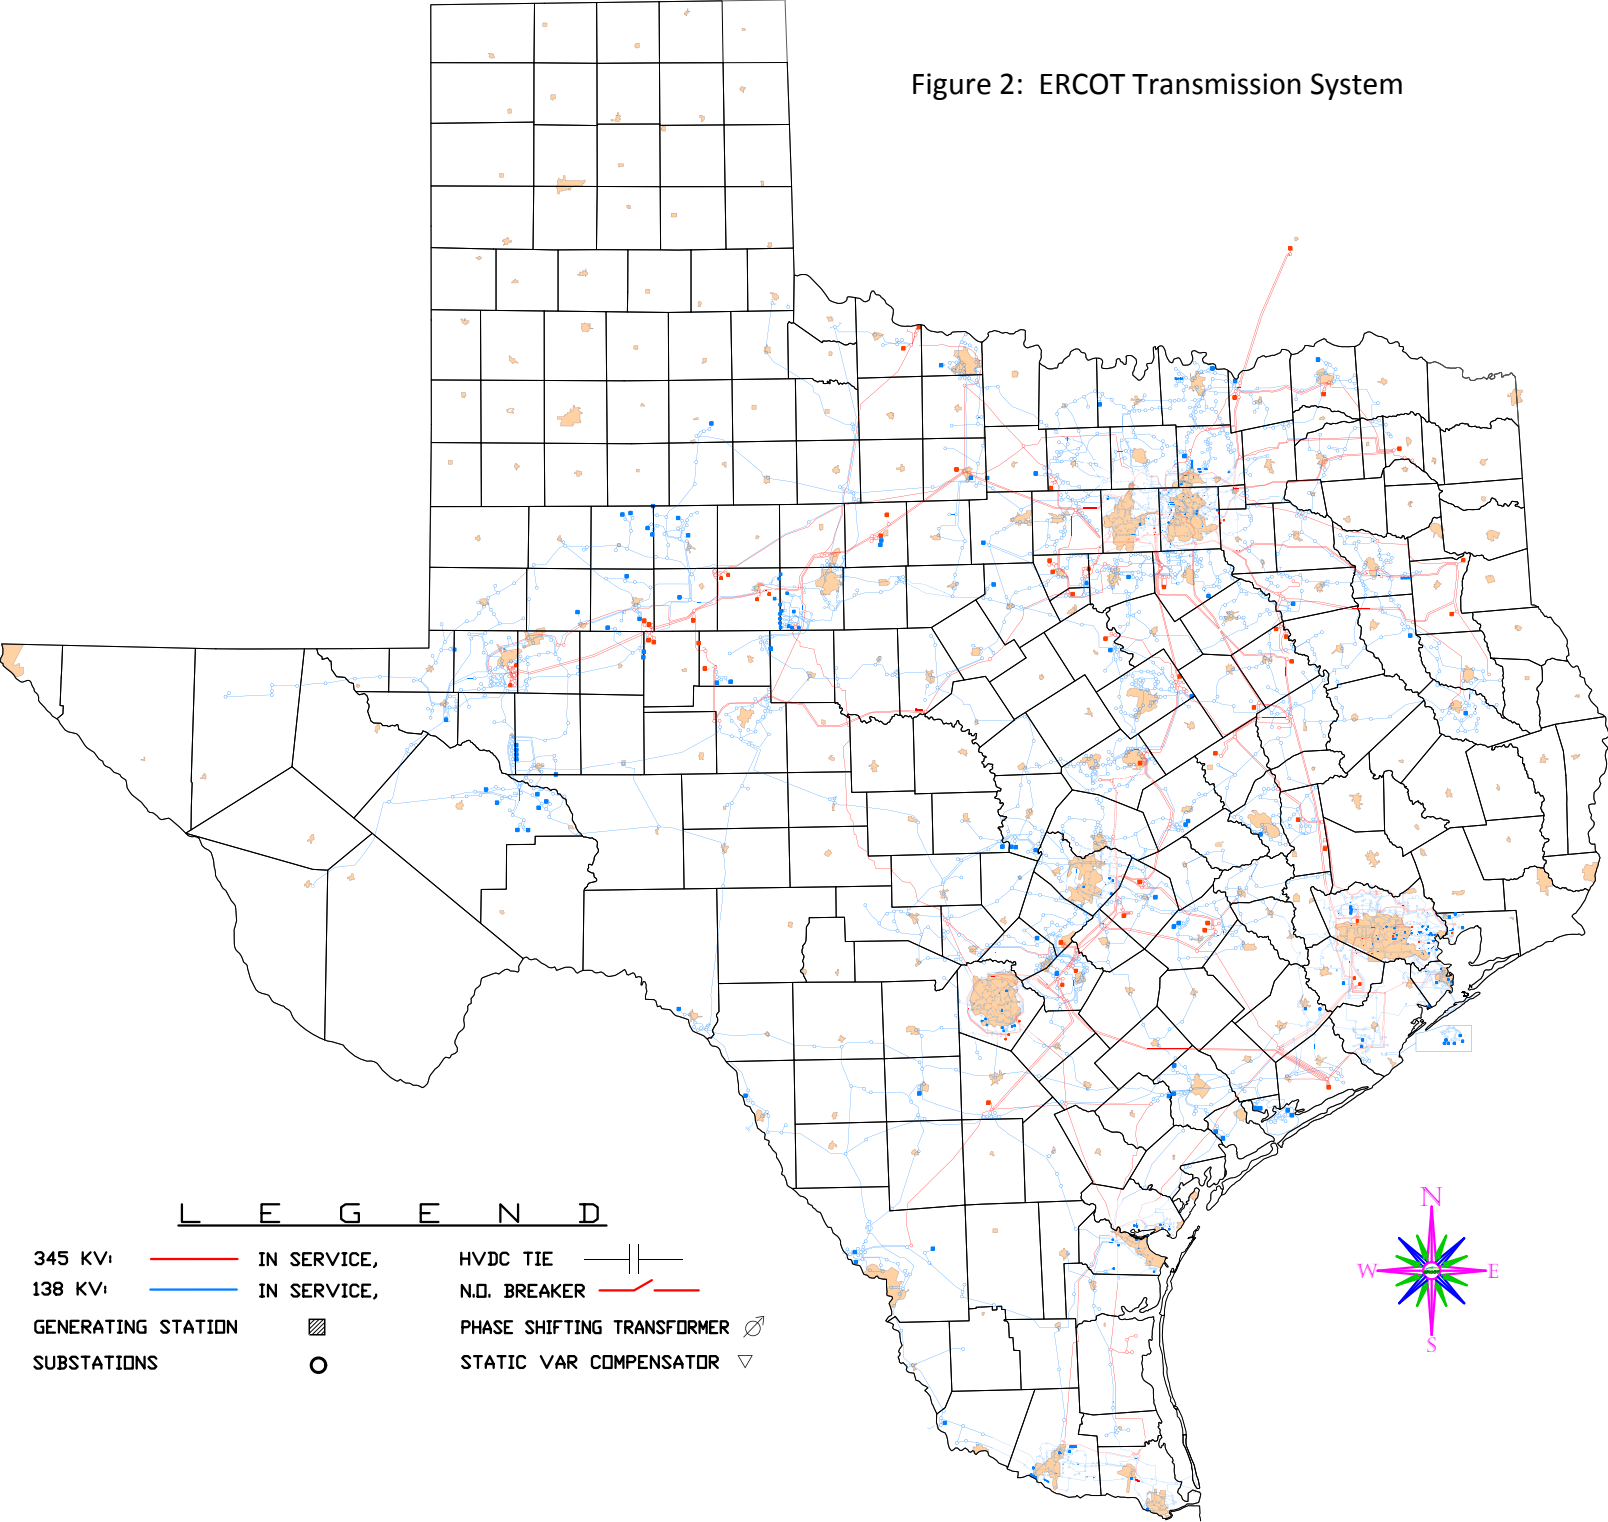 Figure 2: ERCOT Transmission System
LEGEND
345 KV: IN SERVICE,
138 KV: IN SERVICE,
GENERATING STATION
SUBSTATIONS
HVDC TIE
N.O. BREAKER
PHASE SHIFTING TRANSFORMER
STATIC VAR COMPENSATOR
N
W E
S